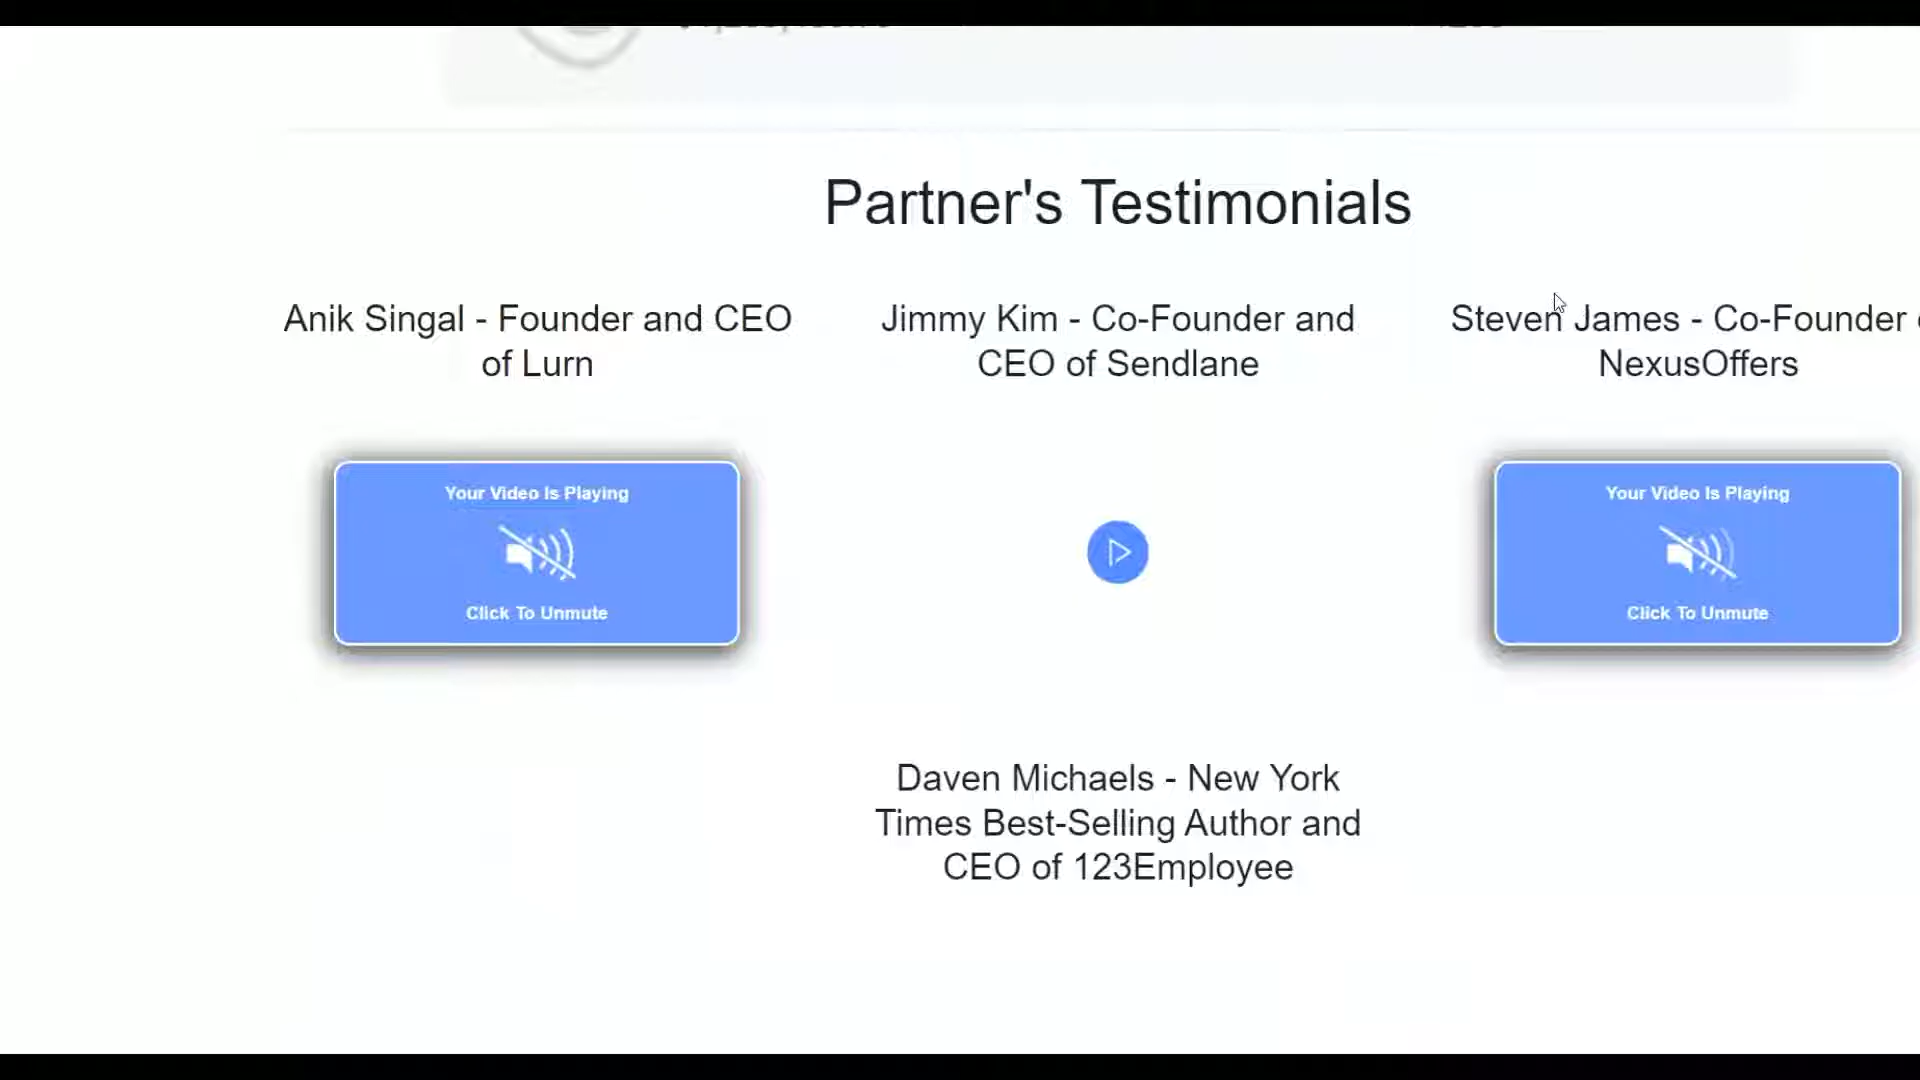 Partner's Testimonials
Anik Singal - Founder and CEO
of Lurn
Jimmy Kim - Co-Founder and
CEO of Sendlane
Steven James - Co-Founder
NexusOffers
Your Video Is Playing
Click To Unmute
Your Video Is Playing
Click To Unmute
Daven Michaels - New York
Times Best-Selling Author and
CEO of 123Employee